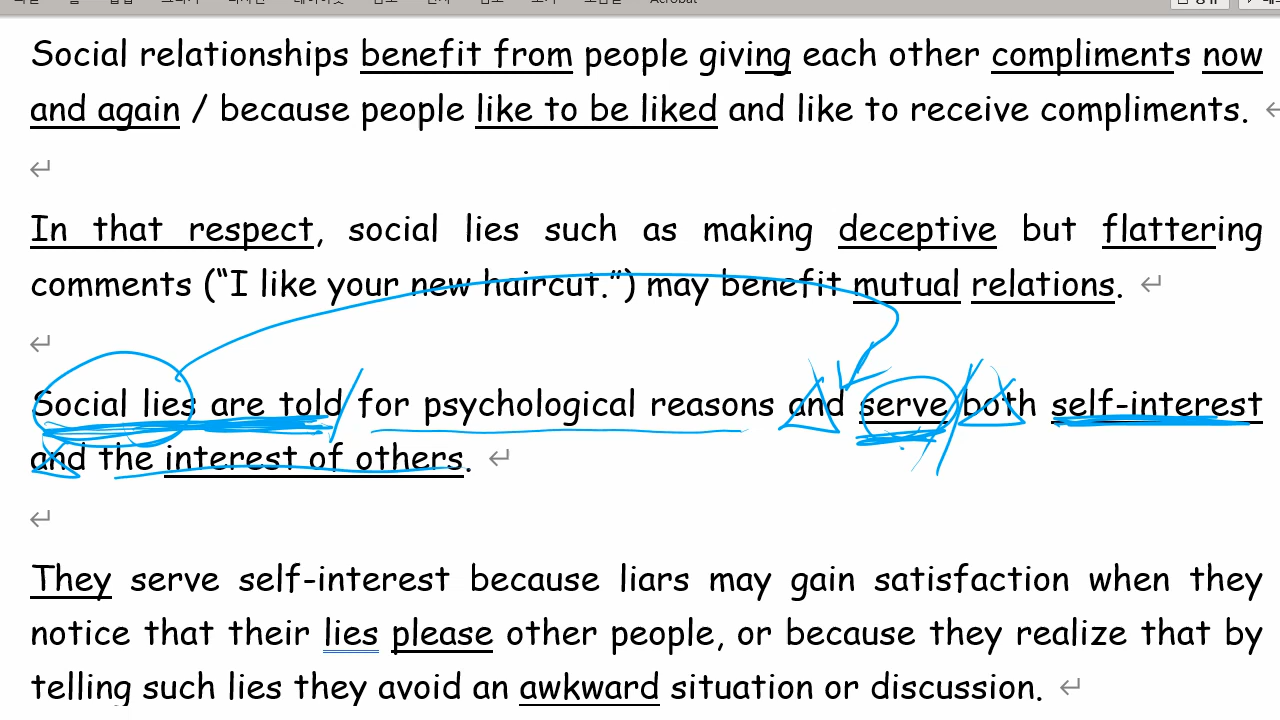 Acrobat
Social relationships benefit from people giving each other compliments now
and again / because people like to be liked and like to receive compliments.
In that respect, social lies such as making deceptive but flattering
comments (“I like your new haircut.”) may benefit mutual relations.
Social lies are told for psychological reasons and serve both self-interest
and the interest of others.
They serve self-interest because liars may gain satisfaction when they
notice that their lies please other people, or because they realize that by
telling such lies they avoid an awkward situation or discussion.